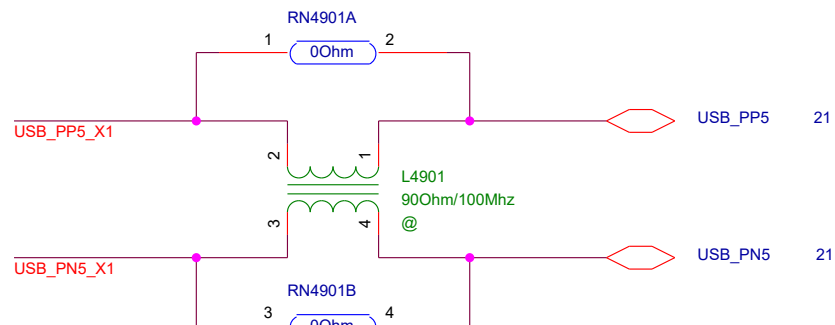 RN4901A
1
2
0Ohm
USB_PP5_X1
USB_PP5
21
2
1
L4901
90Ohm/100Mhz
@
3
4
USB_PN5_X1
USB_PN5
21
RN4901B
3
4
0Ohm